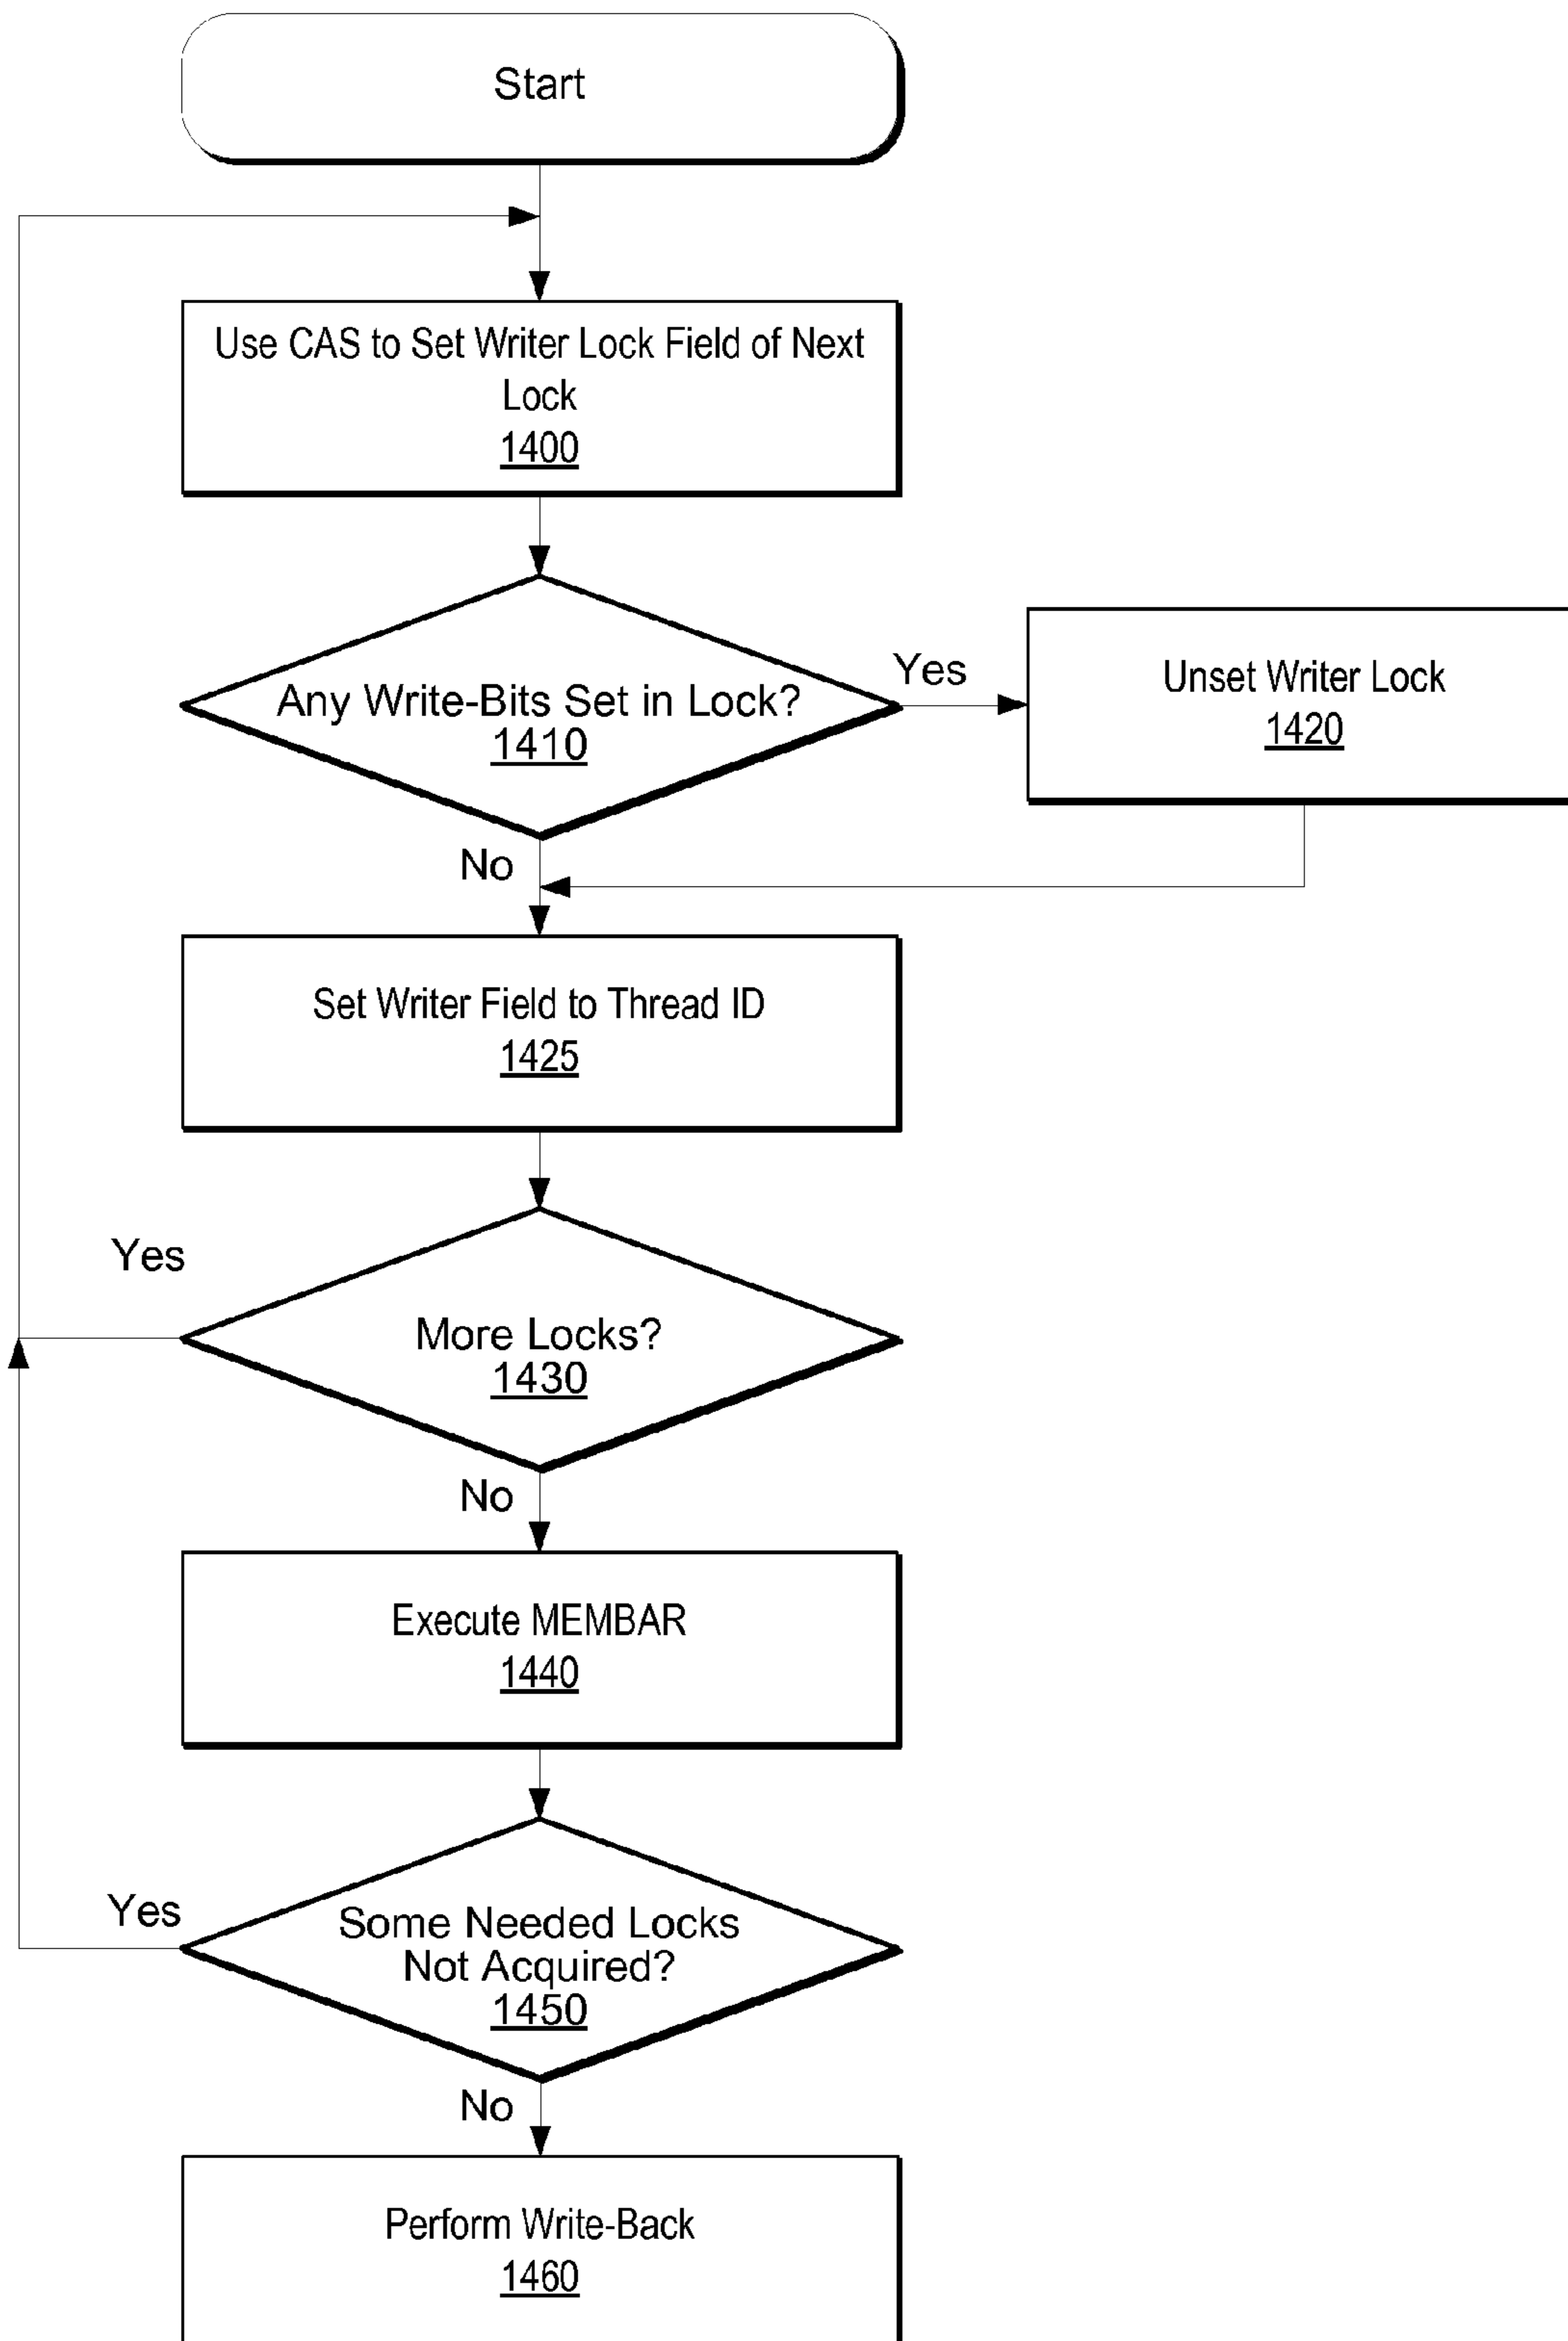 Start
Use CAS to Set Writer Lock Field of Next
Lock
1400
Any Write-Bits Set in Lock?
1410
Yes
Unset Writer Lock
1420
No
Set Writer Field to Thread ID
1425
Yes
More Locks?
1430
No
Execute MEMBAR
1440
Yes
Some Needed Locks
Not Acquired?
1450
No
Perform Write-Back
1460